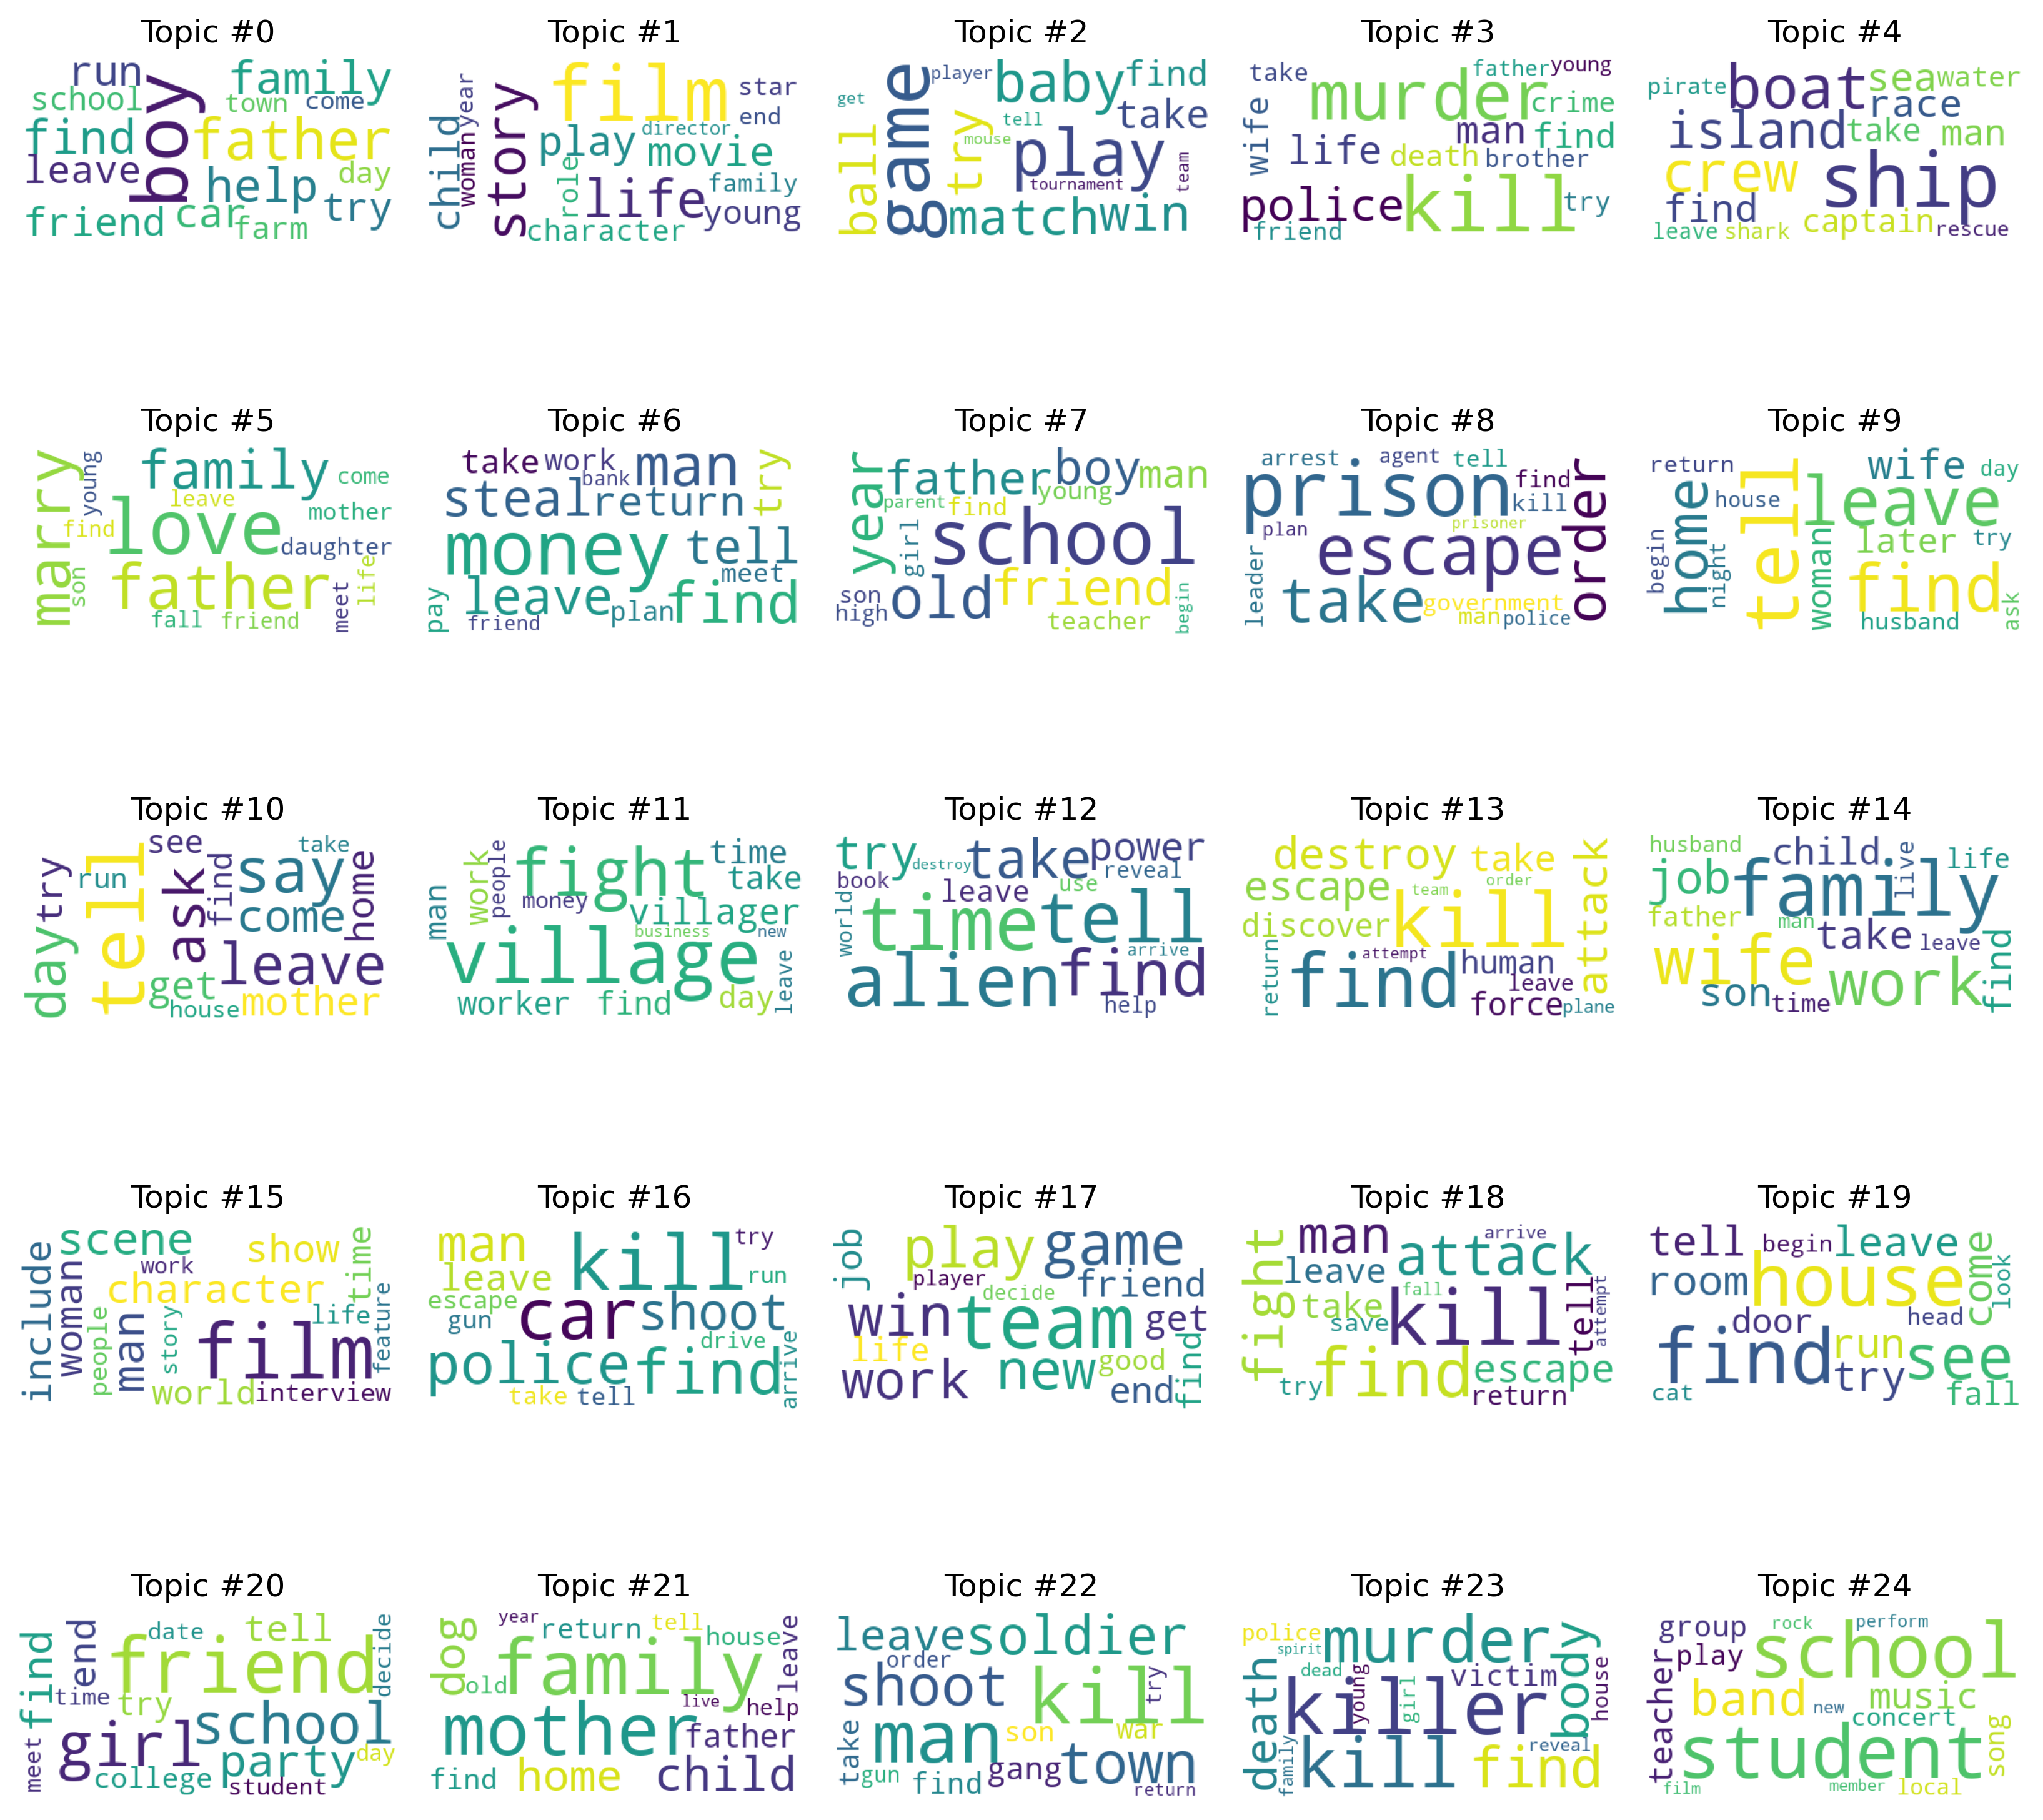 Topic #0
run family
school town come
find boy father
leave help day
friend car farm try
Topic #1
year film star
end
child woman story play director movie
role life family
young
character
Topic #2
get player baby find
ball game try tell take
mouse play team
tournament
match win
Topic #3
take father young
murder crime
wife life man find
death brother
police kill try
friend
Topic #4
pirate boat sea water
race
island take man
crew ship
find captain
leave shark rescue
Topic #5
marry young family come
leave mother
find love daughter
son father meet life
fall friend
Topic #6
take work man try
bank
steal return
money tell
meet
pay leave plan find
friend
Topic #7
year father boy man
parent find young
girl school
son old friend
high teacher begin
Topic #8
arrest agent tell find order
prison kill
plan prisoner
escape
leader take government
man police
Topic #9
return home tell wife day
house leave
begin night woman later try
find
husband ask
Topic #10
see take
day try run tell ask find say home
come
get leave
house mother
Topic #11
man work people fight time
take
money villager
business new
village
worker find day leave
Topic #12
try destroy take power
book leave use reveal
world time tell
arrive
alien find
help
Topic #13
destroy take attack
escape team order
discover kill
return find attempt human
leave
force plane
Topic #14
husband child live life
job family
father man
wife take leave find
son time work
Topic #15
include scene show time
woman work
character
people man story film life feature
world interview
Topic #16
man kill try
leave run
escape car shoot
gun drive
police find arrive
take tell
Topic #17
job play game
player decide friend
win team get
life new good
work end find
Topic #18
fight man attack arrive
leave fall
take kill tell attempt
save
try find escape
return
Topic #19
tell begin leave come look
room house
door head
find run see
try
cat fall
Topic #20
find end date tell decide
friend
time try
meet girl school
party day
college student
Topic #21
dog year return tell house leave
old family
live help
mother father
find home child
Topic #22
leave soldier
order
shoot kill try
take man son war
gun find gang town
return
Topic #23
police murder body
spirit
death dead young girl victim house
killer
family kill find reveal
Topic #24
group rock perform
teacher play school
band new music
concert song
student
film member local